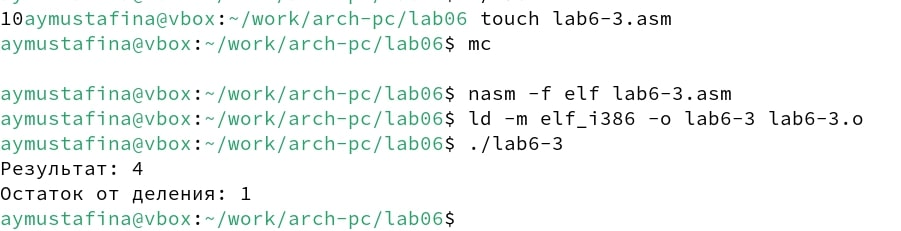 10aymustafina@vbox:~/work/arch-pc/lab06 touch lab6-3.asm
aymustafina@vbox:~/work/arch-pc/lab06$ mc
aymustafina@vbox:~/work/arch-pc/lab06$ nasm -f elf lab6-3.asm
aymustafina@vbox:~/work/arch-pc/lab06$ ld -m elf_i386 -o lab6-3 lab6-3.o
aymustafina@vbox:~/work/arch-pc/lab06$ ./lab6-3
Результат: 4
Остаток от деления: 1
aymustafina@vbox:~/work/arch-pc/lab06$